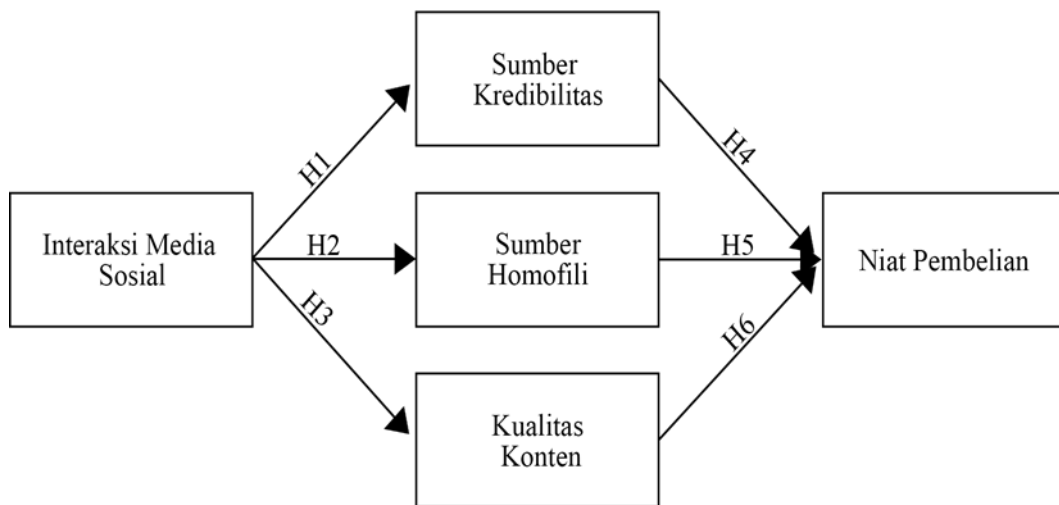 Sumber
Kredibilitas
H1
H4
Interaksi Media
Sosial
H2
Sumber
Homofili
H5
Niat Pembelian
H3
H6
Kualitas
Konten